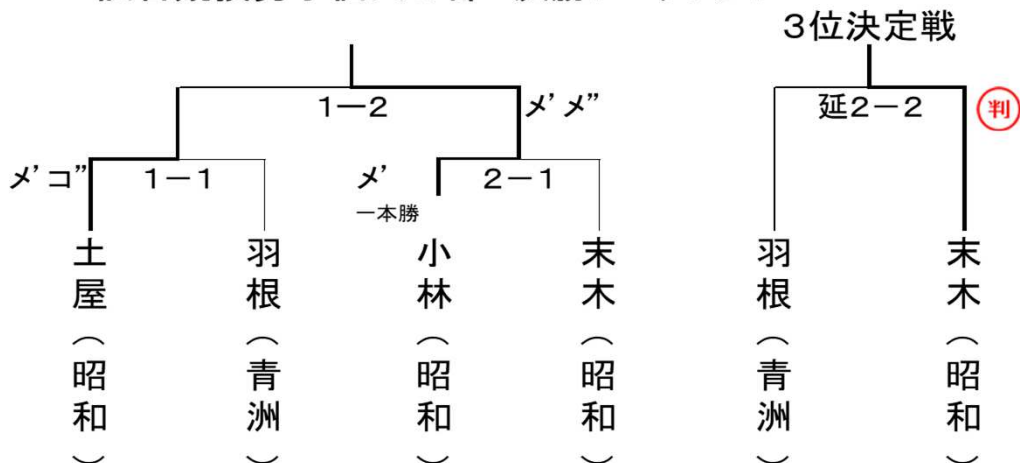 3位決定戦
1―2
メ’メ”
延2－2
判
メ’コ”
1－1
メ’
2－1
一本勝
土屋（昭和）
羽根（青洲）
小林（昭和）
末木（昭和）
羽根（青洲）
末木（昭和）